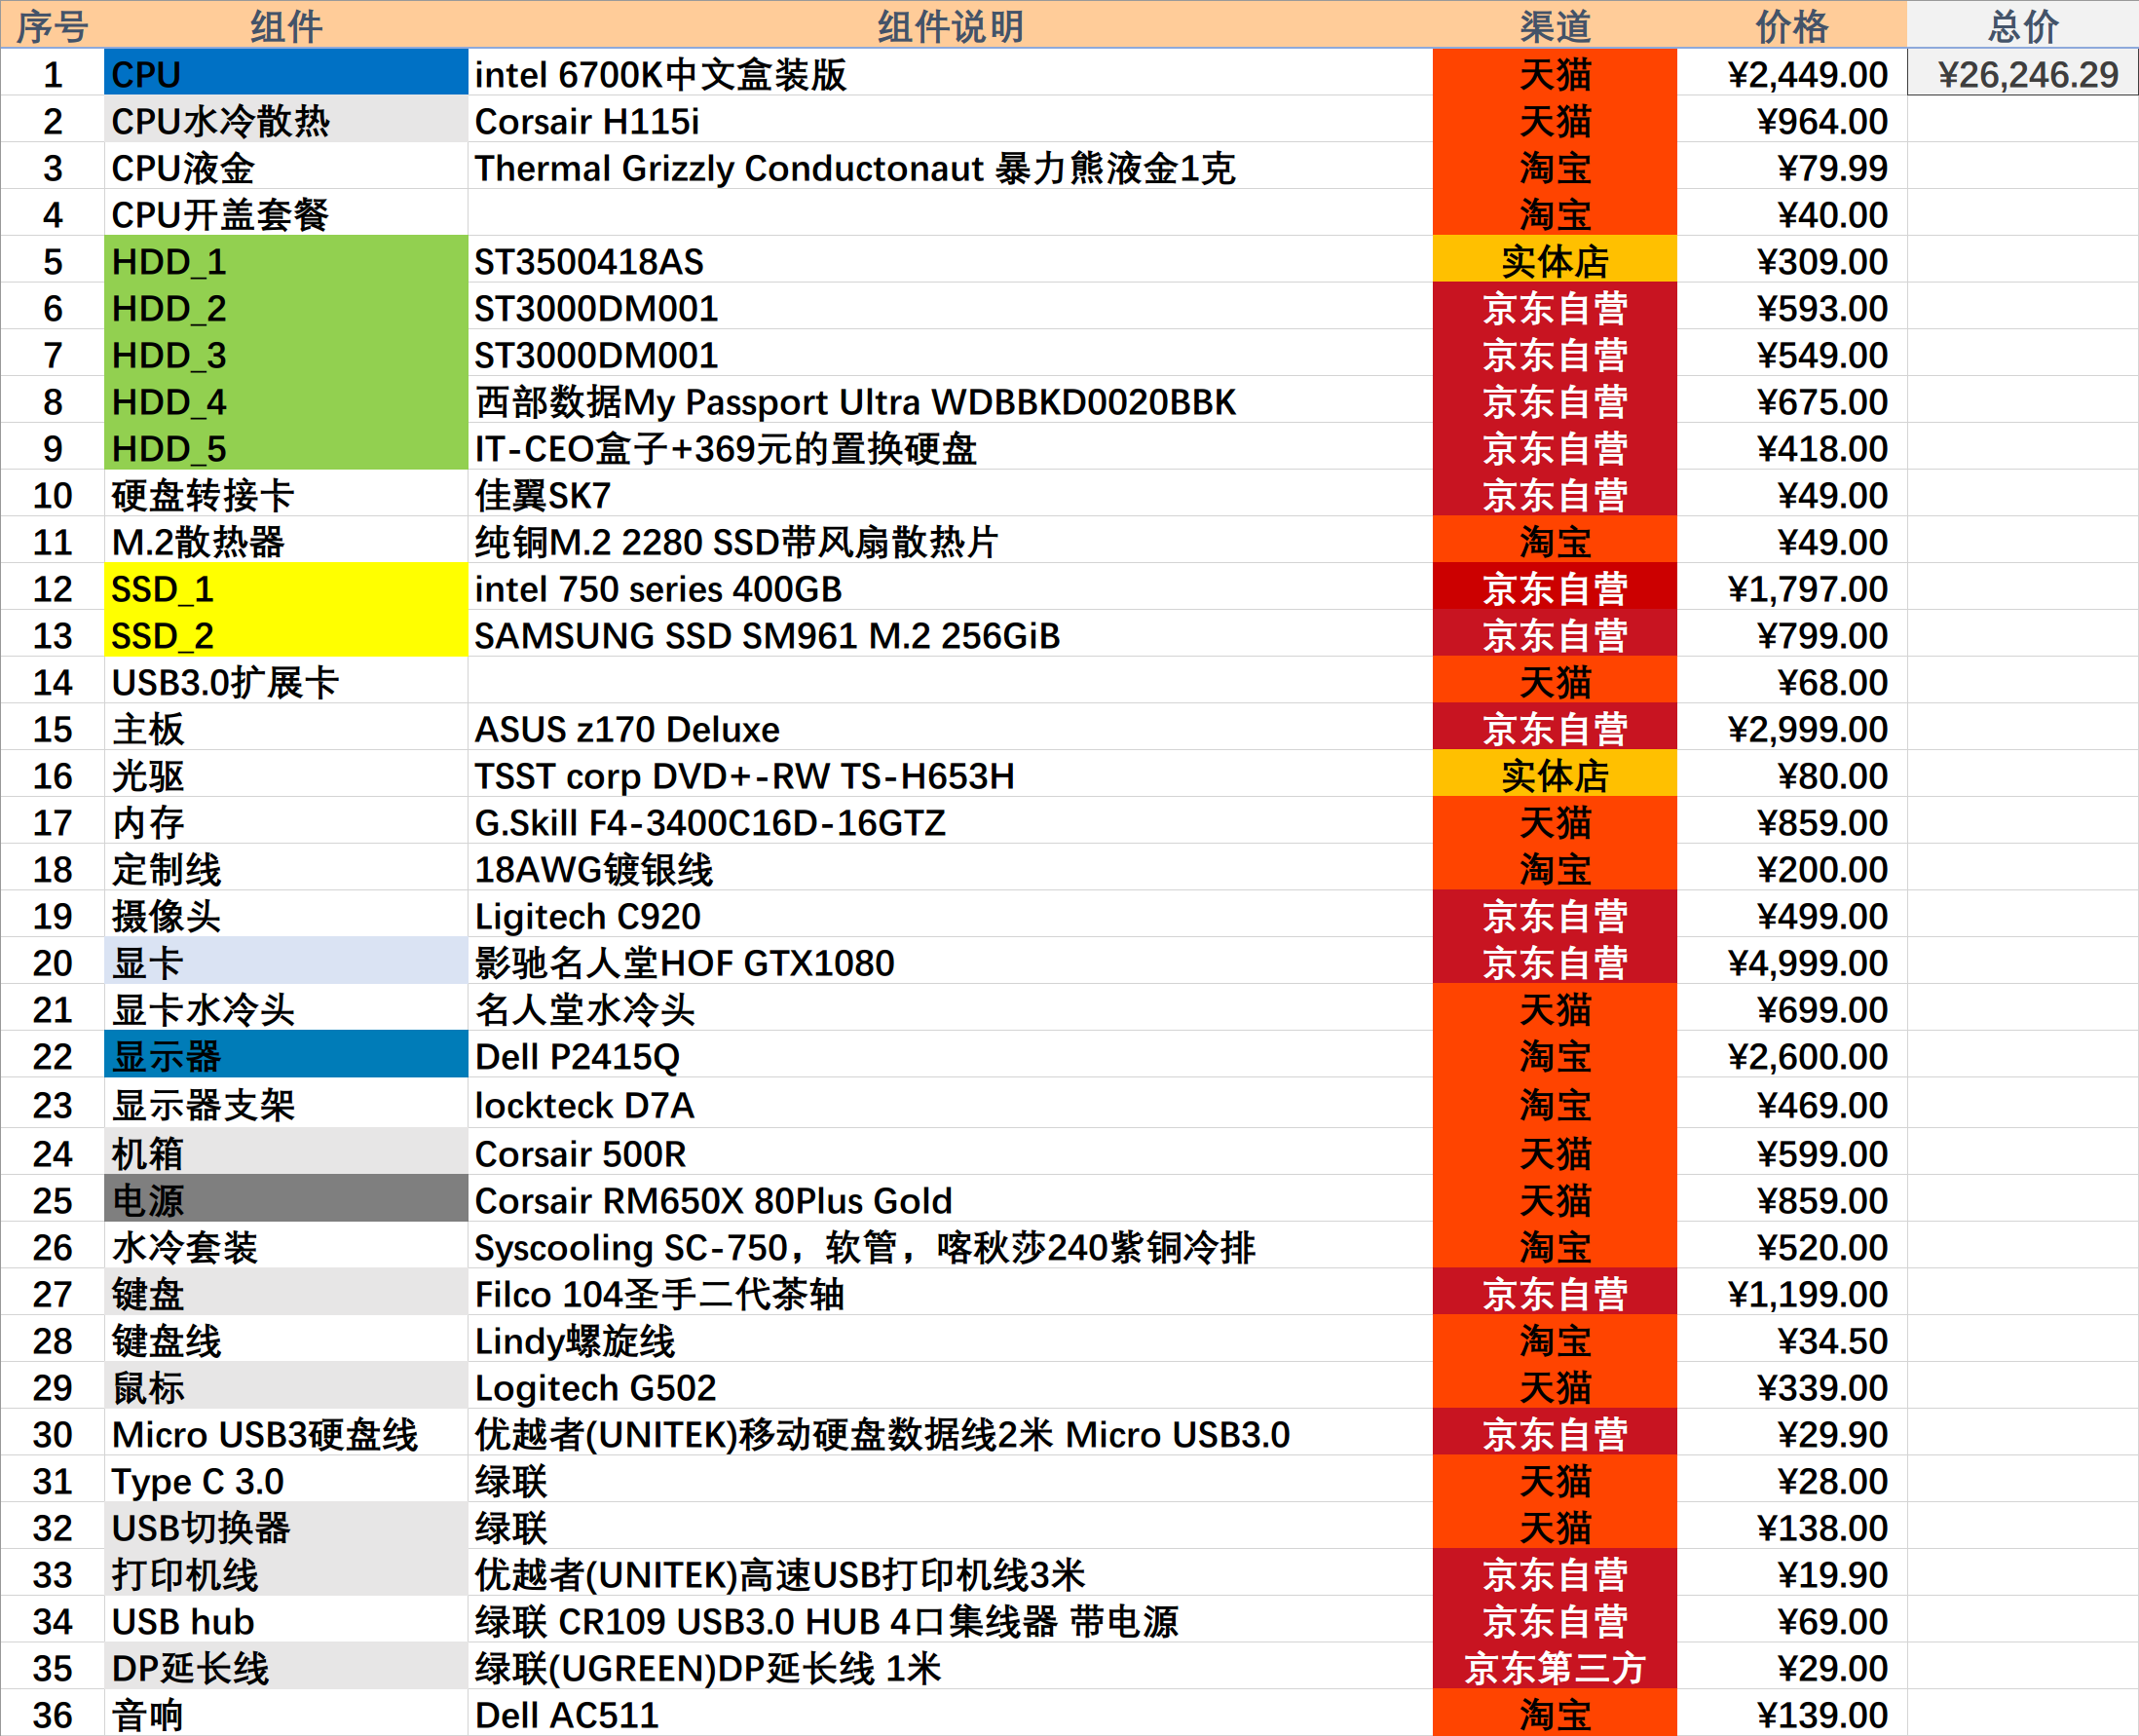 序号 组件 组件说明 渠道 价格 总价
1 CPU intel 6700K中文盒装版 天猫 ¥2,449.00 ¥26,246.29
2 CPU水冷散热 Corsair H115i 天猫 ¥964.00
3 CPU液金 Thermal Grizzly Conductonaut 暴力熊液金1克 淘宝 ¥79.99
4 CPU开盖套餐 淘宝 ¥40.00
5 HDD_1 ST3500418AS 实体店 ¥309.00
6 HDD_2 ST3000DM001 京东自营 ¥593.00
7 HDD_3 ST3000DM001 京东自营 ¥549.00
8 HDD_4 西部数据My Passport Ultra WDBBKD0020BBK 京东自营 ¥675.00
9 HDD_5 IT-CEO盒子+369元的置换硬盘 京东自营 ¥418.00
10 硬盘转接卡 佳翼SK7 京东自营 ¥49.00
11 M.2散热器 纯铜M.2 2280 SSD带风扇散热片 淘宝 ¥49.00
12 SSD_1 intel 750 series 400GB 京东自营 ¥1,797.00
13 SSD_2 SAMSUNG SSD SM961 M.2 256GiB 京东自营 ¥799.00
14 USB3.0扩展卡 天猫 ¥68.00
15 主板 ASUS z170 Deluxe 京东自营 ¥2,999.00
16 光驱 TSST corp DVD+-RW TS-H653H 实体店 ¥80.00
17 内存 G.Skill F4-3400C16D-16GTZ 天猫 ¥859.00
18 定制线 18AWG镀银线 淘宝 ¥200.00
19 摄像头 Ligitech C920 京东自营 ¥499.00
20 显卡 影驰名人堂HOF GTX1080 京东自营 ¥4,999.00
21 显卡水冷头 名人堂水冷头 天猫 ¥699.00
22 显示器 Dell P2415Q 淘宝 ¥2,600.00
23 显示器支架 lockteck D7A 淘宝 ¥469.00
24 机箱 Corsair 500R 天猫 ¥599.00
25 电源 Corsair RM650X 80Plus Gold 天猫 ¥859.00
26 水冷套装 Syscooling SC-750，软管，喀秋莎240紫铜冷排 淘宝 ¥520.00
27 键盘 Filco 104圣手二代茶轴 京东自营 ¥1,199.00
28 键盘线 Lindy螺旋线 淘宝 ¥34.50
29 鼠标 Logitech G502 天猫 ¥339.00
30 Micro USB3硬盘线 优越者(UNITEK)移动硬盘数据线2米 Micro USB3.0 京东自营 ¥29.90
31 Type C 3.0 绿联 天猫 ¥28.00
32 USB切换器 绿联 天猫 ¥138.00
33 打印机线 优越者(UNITEK)高速USB打印机线3米 京东自营 ¥19.90
34 USB hub 绿联 CR109 USB3.0 HUB 4口集线器 带电源 京东自营 ¥69.00
35 DP延长线 绿联(UGREEN)DP延长线 1米 京东第三方 ¥29.00
36 音响 Dell AC511 淘宝 ¥139.00